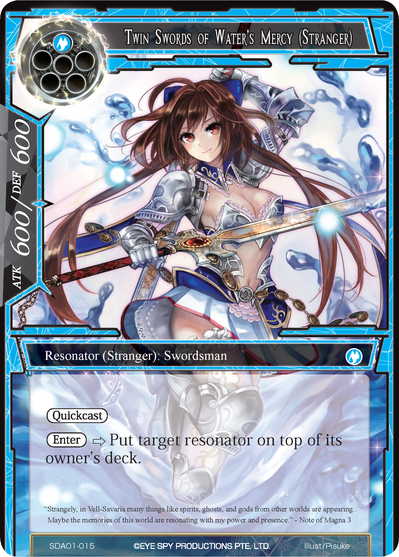 Twin Swords of Water's Mercy (Stranger)
ATK 600/DEF 600
Resonator (Stranger): Swordsman
Quickcast
Enter ⇨ Put target resonator on top of its
owner's deck.
"Strangely, in Vell-Savaria many things like spirits, ghosts, and gods from other worlds are appearing.
Maybe the memories of this world are resonating with my power and presence." - Note of Magna 3
SDAO1-015
©EYE SPY PRODUCTIONS PTE. LTD.
Illust/Pisuke